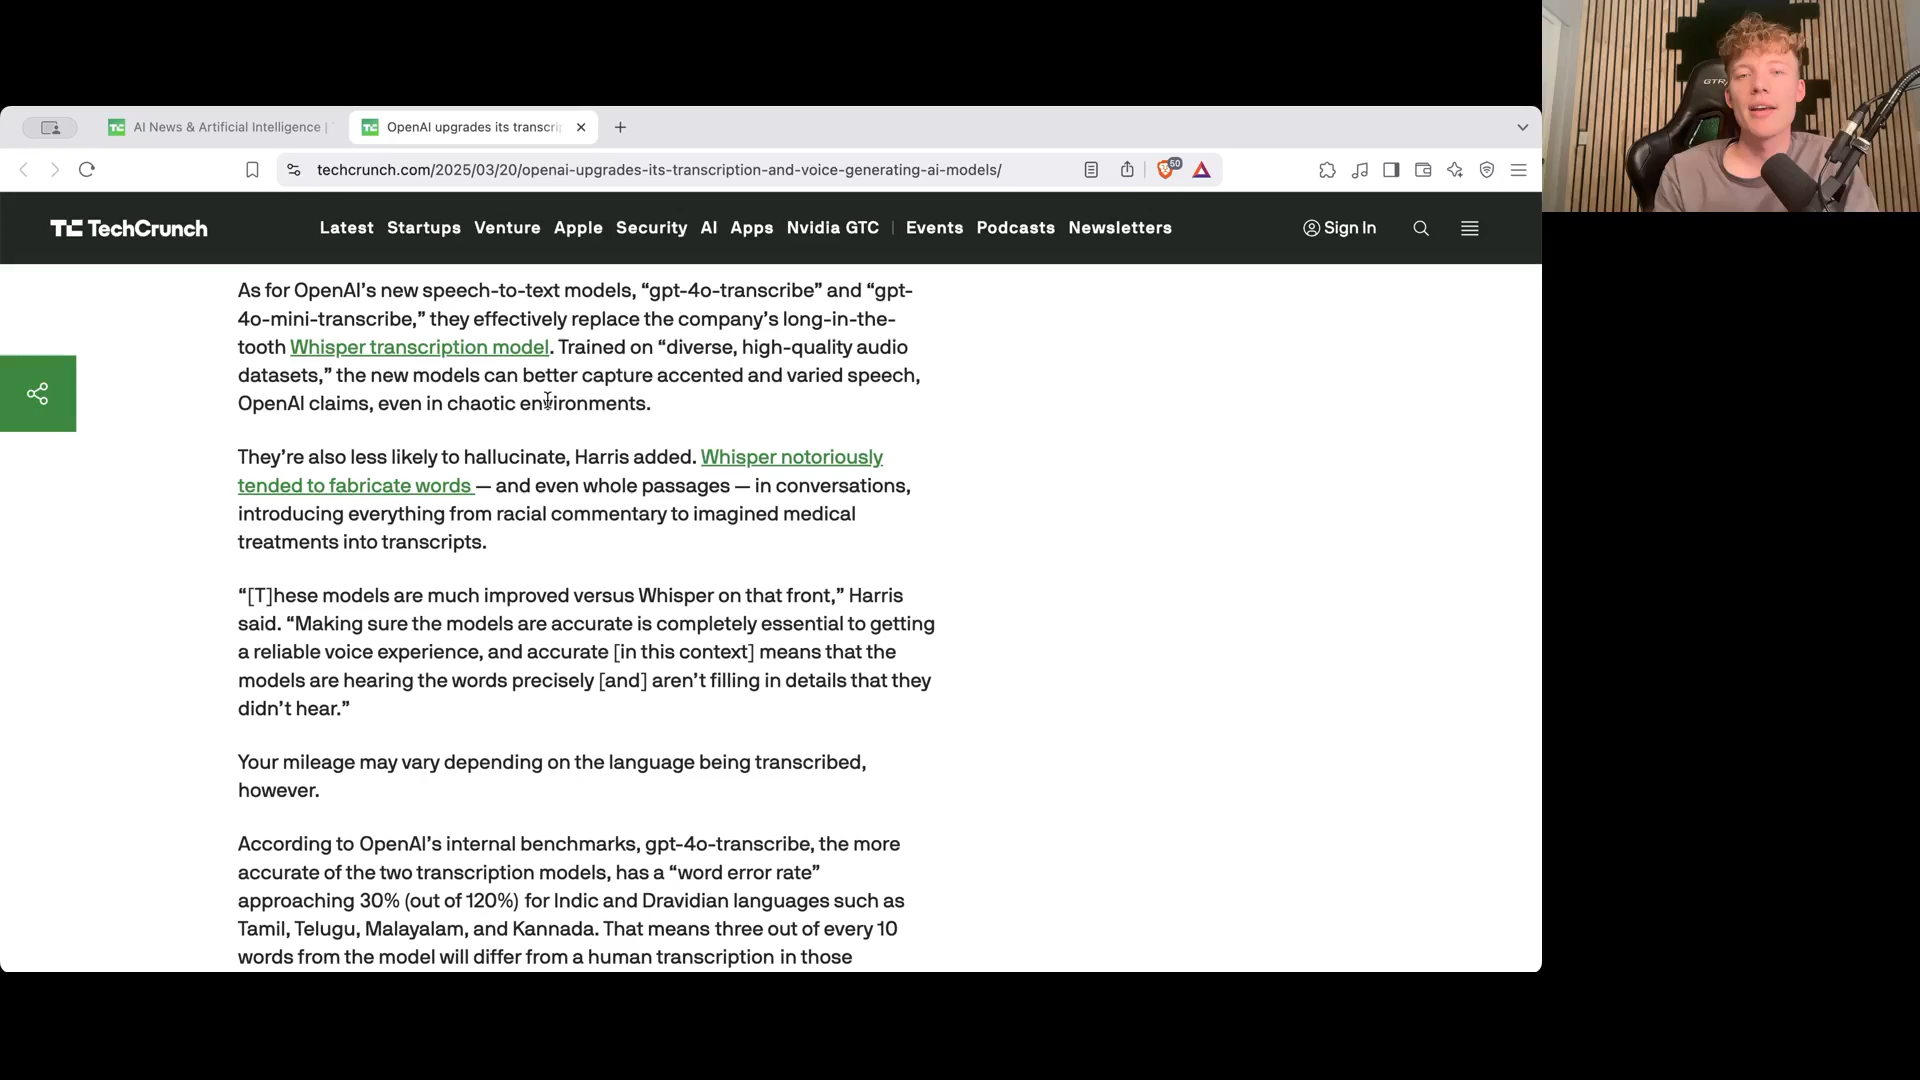 AI News & Artificial Intelligence |
OpenAI upgrades its transcri
techcrunch.com/2025/03/20/openai-upgrades-its-transcription-and-voice-generating-ai-models/
50
TechCrunch
Latest Startups Venture Apple Security AI Apps Nvidia GTC | Events Podcasts Newsletters
Sign In
As for OpenAI’s new speech-to-text models, “gpt-4o-transcribe” and “gpt-
4o-mini-transcribe,” they effectively replace the company’s long-in-the-
tooth Whisper transcription model. Trained on “diverse, high-quality audio
datasets,” the new models can better capture accented and varied speech,
OpenAI claims, even in chaotic environments.
They’re also less likely to hallucinate, Harris added. Whisper notoriously
tended to fabricate words — and even whole passages — in conversations,
introducing everything from racial commentary to imagined medical
treatments into transcripts.
“[T]hese models are much improved versus Whisper on that front,” Harris
said. “Making sure the models are accurate is completely essential to getting
a reliable voice experience, and accurate [in this context] means that the
models are hearing the words precisely [and] aren’t filling in details that they
didn’t hear.”
Your mileage may vary depending on the language being transcribed,
however.
According to OpenAI’s internal benchmarks, gpt-4o-transcribe, the more
accurate of the two transcription models, has a “word error rate”
approaching 30% (out of 120%) for Indic and Dravidian languages such as
Tamil, Telugu, Malayalam, and Kannada. That means three out of every 10
words from the model will differ from a human transcription in those